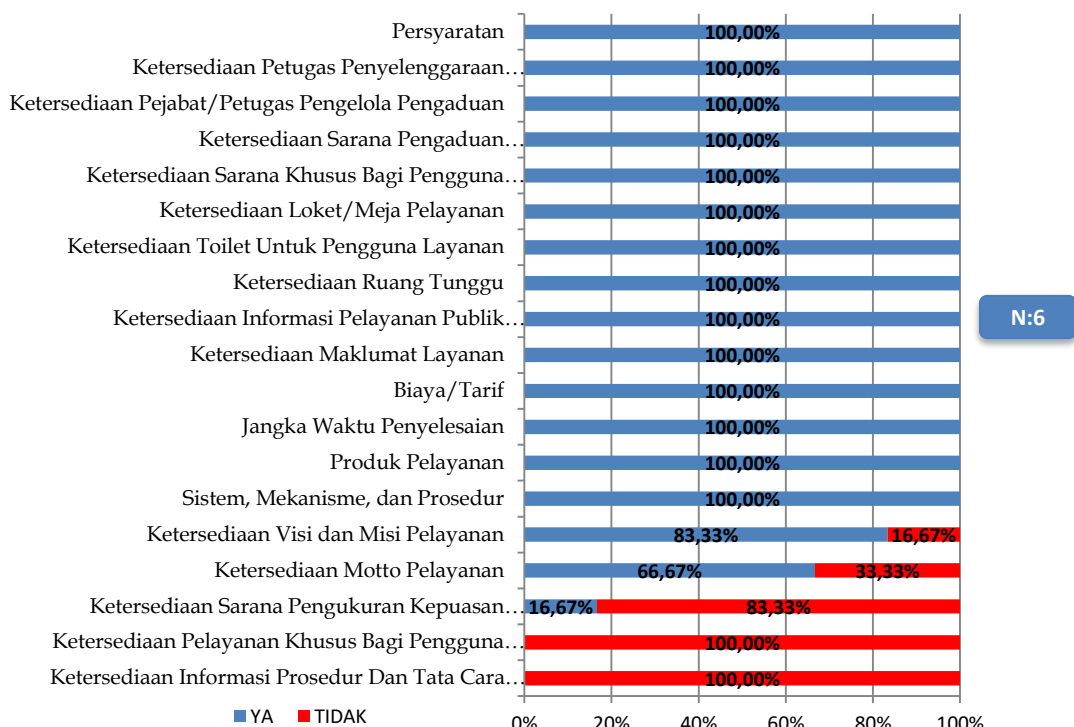 Persyaratan 100,00%
Ketersediaan Petugas Penyelenggaraan… 100,00%
Ketersediaan Pejabat/Petugas Pengelola Pengaduan 100,00%
Ketersediaan Sarana Pengaduan… 100,00%
Ketersediaan Sarana Khusus Bagi Pengguna… 100,00%
Ketersediaan Loket/Meja Pelayanan 100,00%
Ketersediaan Toilet Untuk Pengguna Layanan 100,00%
Ketersediaan Ruang Tunggu 100,00%
Ketersediaan Informasi Pelayanan Publik… 100,00% N:6
Ketersediaan Maklumat Layanan 100,00%
Biaya/Tarif 100,00%
Jangka Waktu Penyelesaian 100,00%
Produk Pelayanan 100,00%
Sistem, Mekanisme, dan Prosedur 100,00%
Ketersediaan Visi dan Misi Pelayanan 83,33% 16,67%
Ketersediaan Motto Pelayanan 66,67% 33,33%
Ketersediaan Sarana Pengukuran Kepuasan… 16,67% 83,33%
Ketersediaan Pelayanan Khusus Bagi Pengguna… 100,00%
Ketersediaan Informasi Prosedur Dan Tata Cara… 100,00%
YA TIDAK 0% 20% 40% 60% 80% 100%